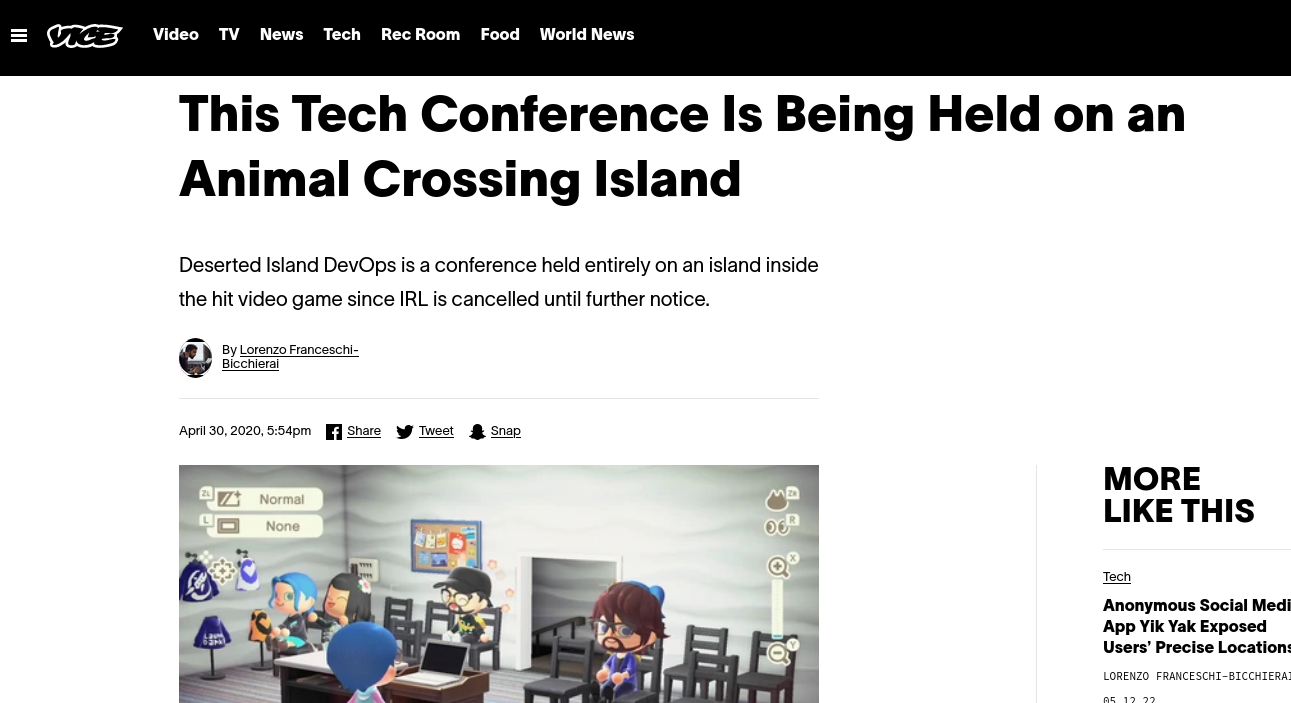 VICE
Video TV News Tech Rec Room Food World News
This Tech Conference Is Being Held on an
Animal Crossing Island
Deserted Island DevOps is a conference held entirely on an island inside
the hit video game since IRL is cancelled until further notice.
By Lorenzo Franceschi-
Bicchierai
April 30, 2020, 5:54pm Share Tweet Snap
ZL Normal
L None
ZR
R
X
Y
MORE
LIKE THIS
Tech
Anonymous Social Medi
App Yik Yak Exposed
Users' Precise Locations
LORENZO FRANCESCHI-BICCHIERAI
05.12.22